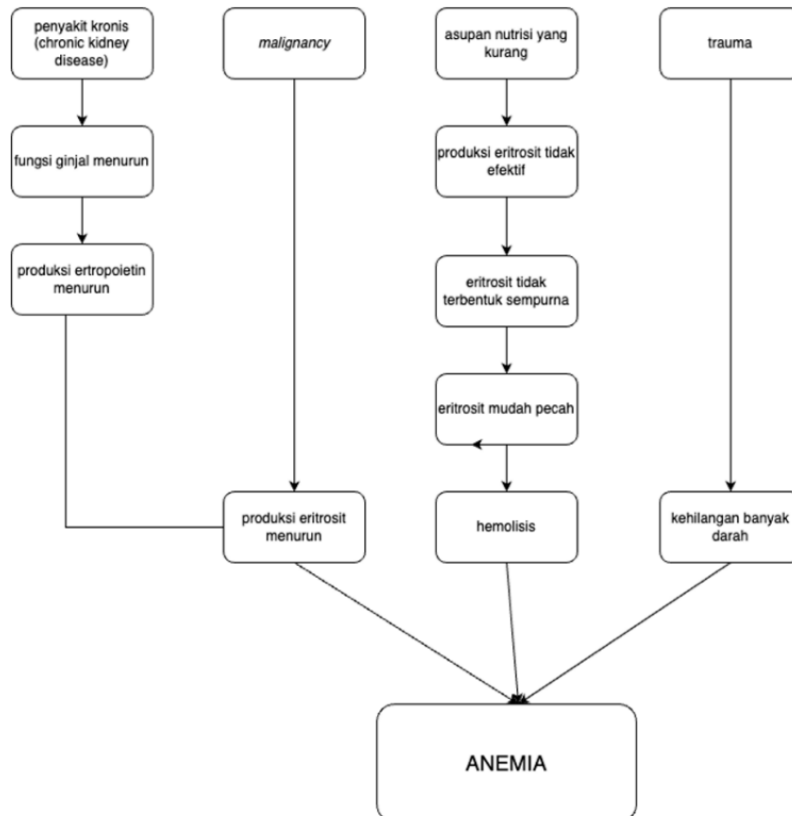 penyakit kronis
(chronic kidney
disease)
malignancy
asupan nutrisi yang
kurang
trauma
fungsi ginjal menurun
produksi eritrosit tidak
efektif
produksi ertropoietin
menurun
eritrosit tidak
terbentuk sempurna
eritrosit mudah pecah
produksi eritrosit
menurun
hemolisis
kehilangan banyak
darah
ANEMIA